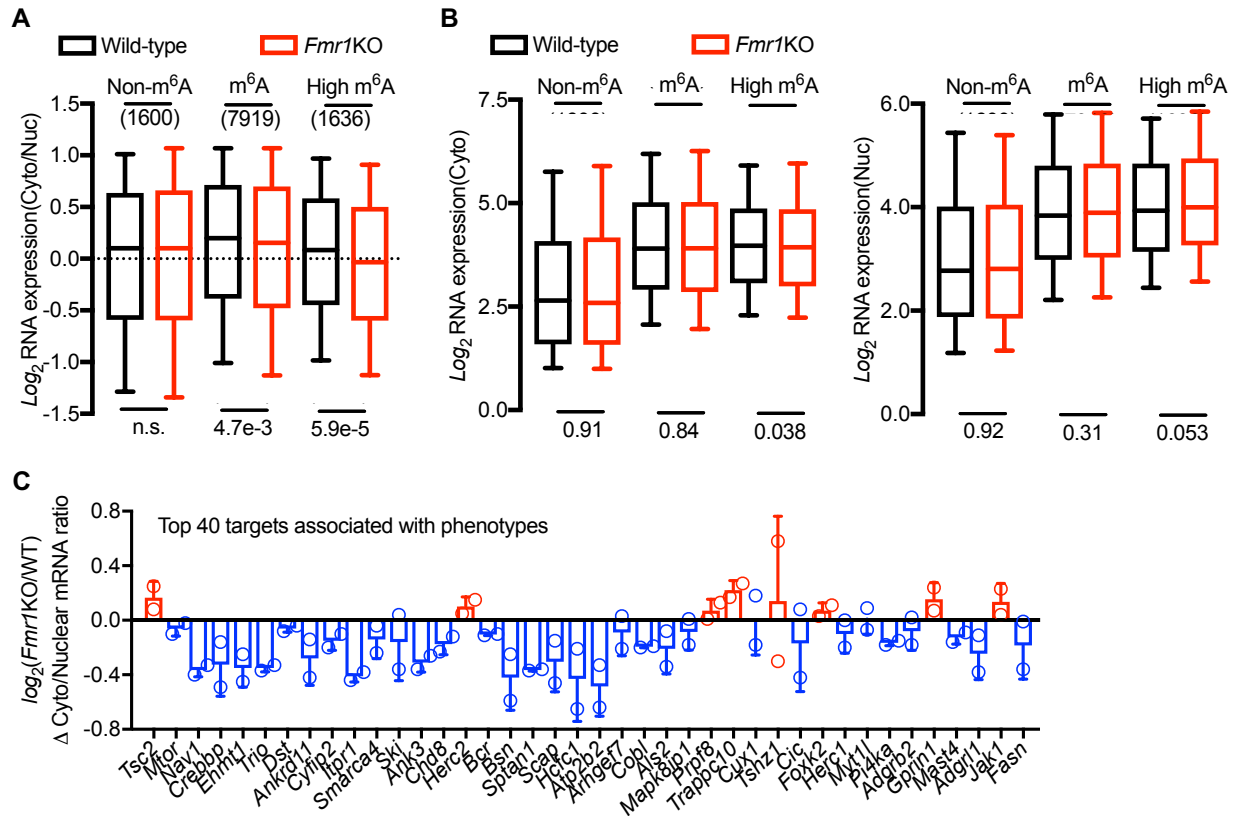 A
Wild-type
Fmr1KO
Non-m⁶A
m⁶A
High m⁶A
(1600)
(7919)
(1636)
Log₂ RNA expression(Cyto/Nuc)
1.5
1.0
0.5
0.0
-0.5
-1.0
-1.5
n.s.
4.7e-3
5.9e-5
B
Wild-type
Fmr1KO
Non-m⁶A
m⁶A
High m⁶A
Log₂ RNA expression(Cyto)
7.5
5.0
2.5
0.0
0.91
0.84
0.038
Non-m⁶A
m⁶A
High m⁶A
Log₂ RNA expression(Nuc)
6.0
4.0
2.0
0.0
0.92
0.31
0.053
C
log₂(Fmr1KO/WT)
Δ Cyto/Nuclear mRNA ratio
0.8
0.4
0.0
-0.4
-0.8
Top 40 targets associated with phenotypes
Tsc2
Mtor
Nav1
Crebbp
Ehmt1
Trio
Dst
Ankrd11
Cyfip2
Itpr1
Smarca4
Ski
Ank3
Chd8
Herc2
Bcr
Bsn
Sptan1
Scap
Hcfc1
Atp2b2
Arhgef7
Cobl
Als2
Mapk8ip1
Prpf8
Trappc10
Cux1
Tshz1
Cic
Foxk2
Herc1
Myt1l
Pi4ka
Adgrb2
Gprin1
Mast4
Adgrl1
Jak1
Fasn